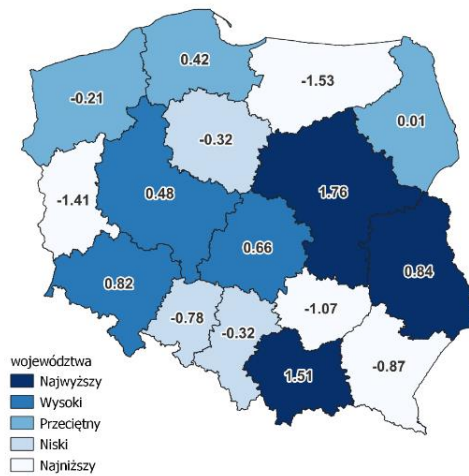 0.42
-1.53
-0.21
0.01
-0.32
-1.41
0.48
1.76
0.66
0.82
0.84
-1.07
-0.78
-0.32
-0.87
1.51
województwa
Najwyższy
Wysoki
Przeciętny
Niski
Najniższy